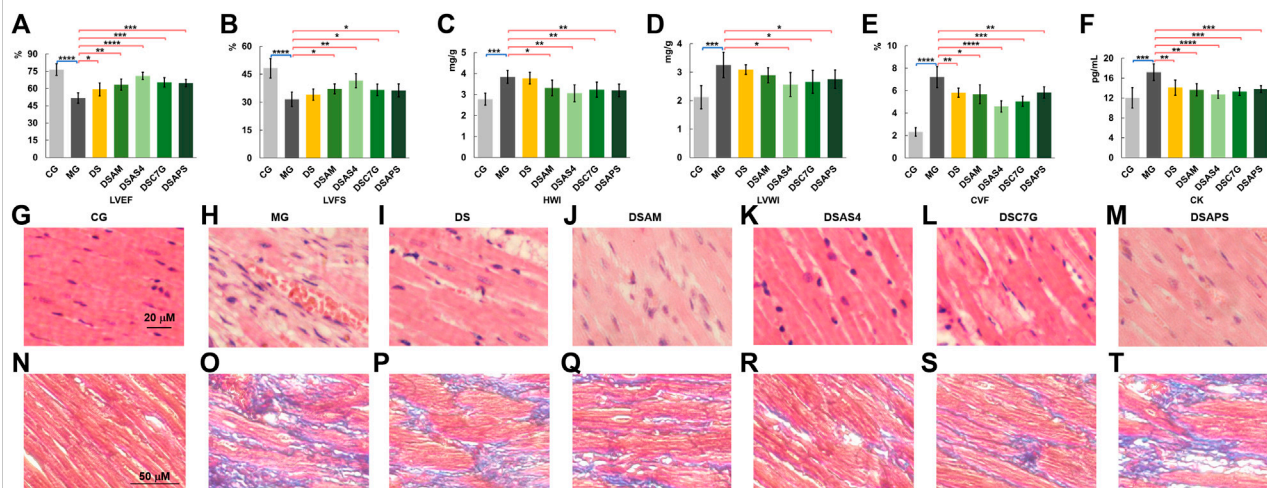 A B C D E F
*** * ** * ** ***
*** * ** * *** ***
**** ** ** * **** ****
** * * * **
**** * **** *** *** **** ** *** **
% % mg/g mg/g % pg/mL
90 60 5 4 10 20
75 45 4 3 8 16
60 30 3 2 6 12
45 15 2 1 4 8
30 0 1 0 2 4
15 0 0 0
0
CG MG DS DSAM DSAS4 DSC7G DSAPS
CG MG DS DSAM DSAS4 DSC7G DSAPS
CG MG DS DSAM DSAS4 DSC7G DSAPS
CG MG DS DSAM DSAS4 DSC7G DSAPS
CG MG DS DSAM DSAS4 DSC7G DSAPS
CG MG DS DSAM DSAS4 DSC7G DSAPS
LVEF LVFS HWI LVWI CVF CK
G CG H MG I DS J DSAM K DSAS4 L DSC7G M DSAPS
20 μM
N O P Q R S T
50 μM